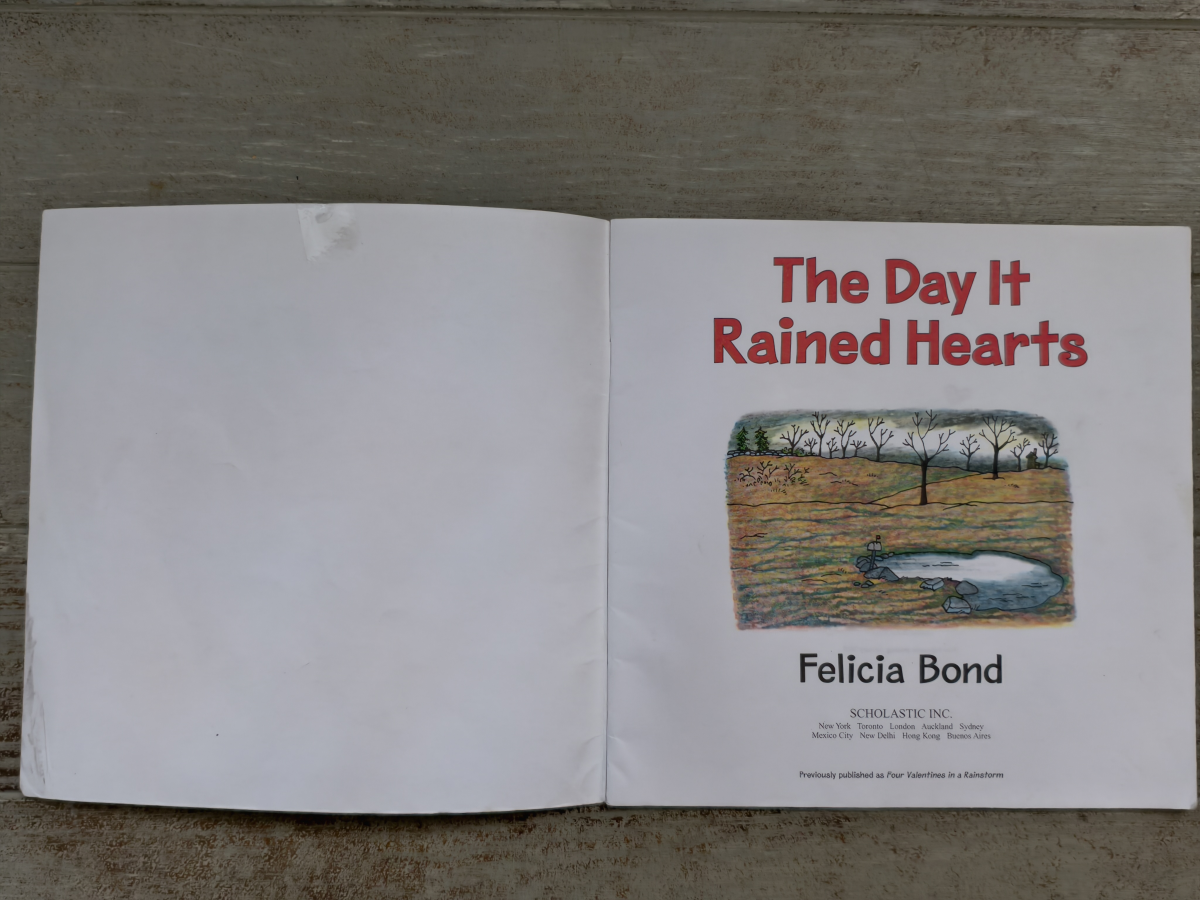 The Day It
Rained Hearts
Felicia Bond
SCHOLASTIC INC.
New York Toronto London Auckland Sydney
Mexico City New Delhi Hong Kong Buenos Aires
Previously published as Four Valentines in a Rainstorm